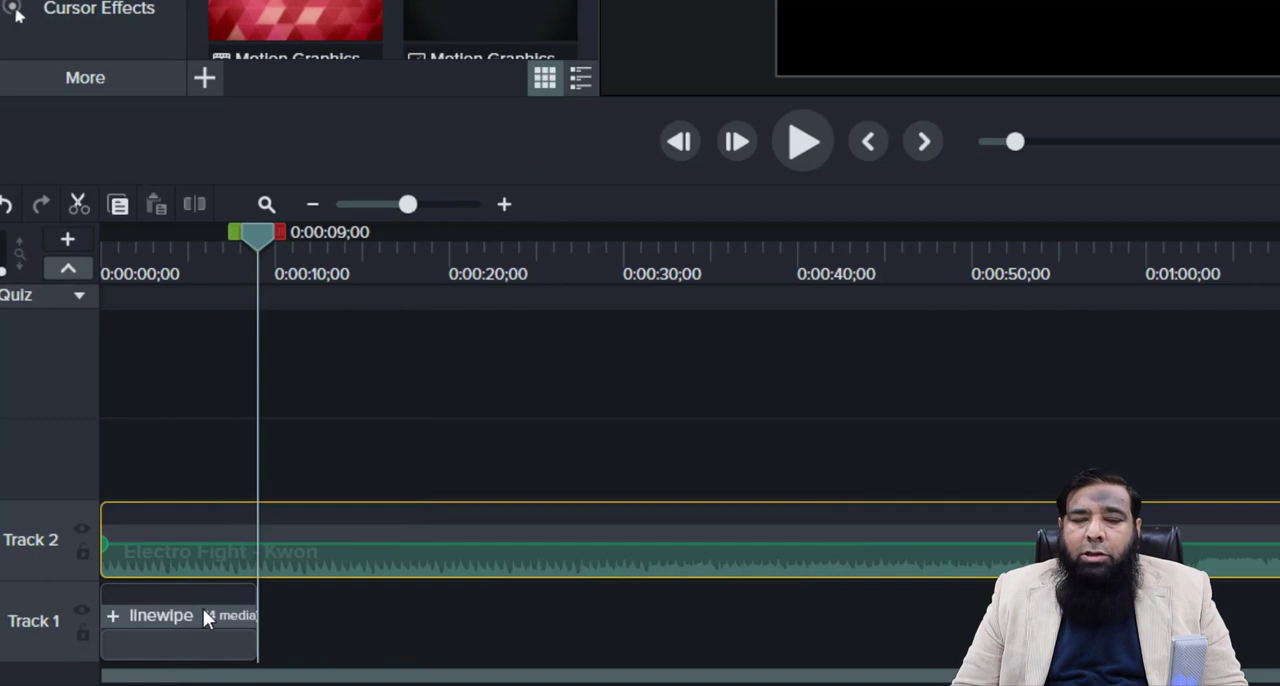 Cursor Effects
Motion Graphics
Motion Graphics
More
0:00:09;00
0:00:00;00
0:00:10;00
0:00:20;00
0:00:30;00
0:00:40;00
0:00:50;00
0:01:00;00
Quiz
Track 2
Electro Fight - Kwon
Track 1
linewipe
media